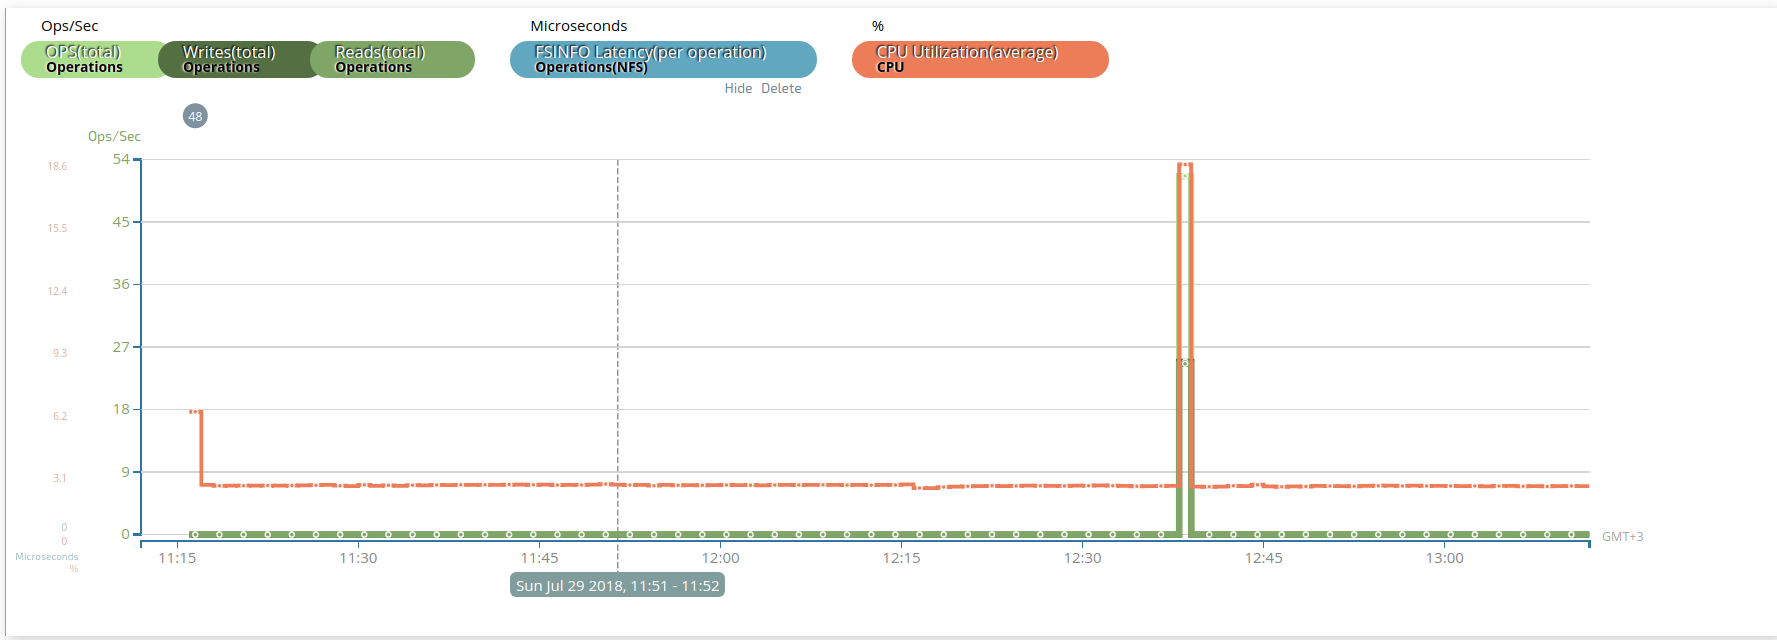 Ops/Sec Microseconds %
OPS(total) Writes(total) Reads(total) FSINFO Latency(per operation) CPU Utilization(average)
Operations Operations Operations Operations(NFS) CPU
Hide Delete
48
Ops/Sec
18.6 54
15.5 45
12.4 36
9.3 27
6.2 18
3.1 9
0 0
0
GMT+3
Microseconds 11:15 11:30 11:45 12:00 12:15 12:30 12:45 13:00
%
Sun Jul 29 2018, 11:51 - 11:52